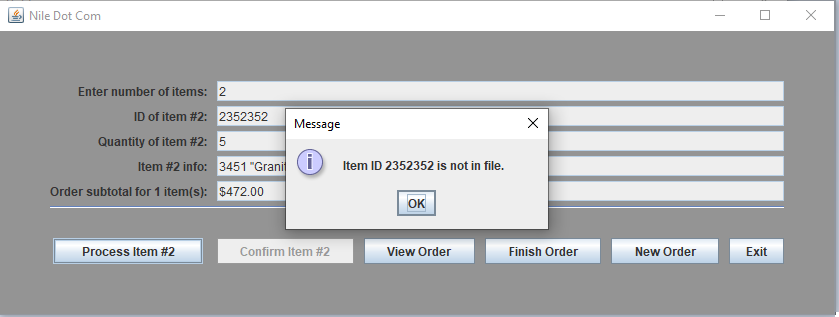 Nile Dot Com
Enter number of items: 2
ID of item #2: 2352352
Quantity of item #2: 5
Item #2 info: 3451 "Granit
Order subtotal for 1 item(s): $472.00
Message
Item ID 2352352 is not in file.
OK
Process Item #2 Confirm Item #2 View Order Finish Order New Order Exit